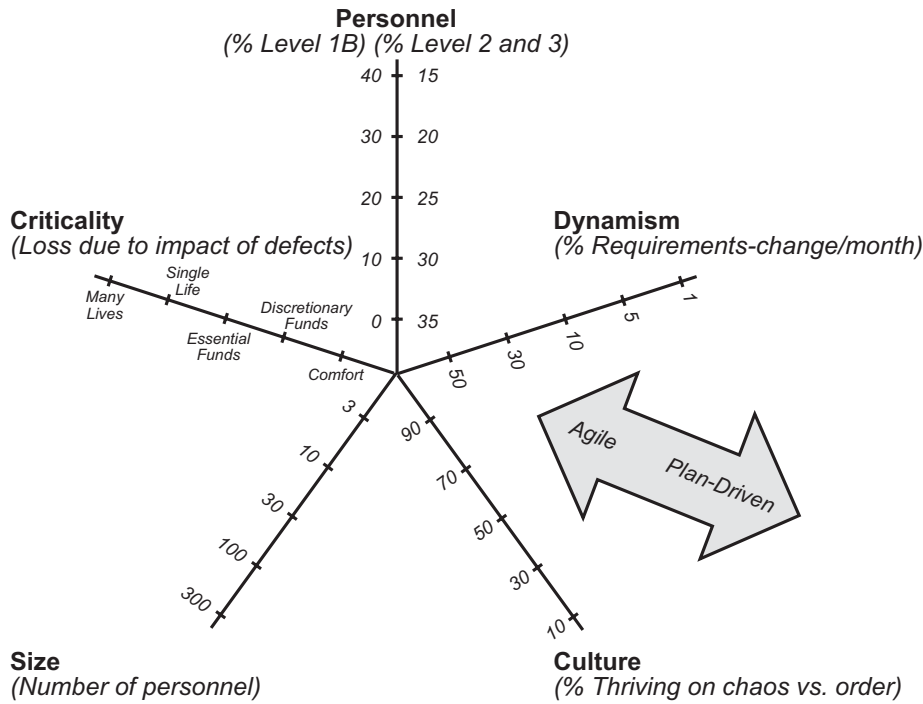 Personnel
(% Level 1B) (% Level 2 and 3)
40 15
30 20
20 25
10 30
0 35
Criticality
(Loss due to impact of defects)
Many
Lives
Single
Life
Essential
Funds
Discretionary
Funds
Comfort
Dynamism
(% Requirements-change/month)
1
5
10
30
50
3
10
30
100
300
90
70
50
30
10
Agile
Plan-Driven
Size
(Number of personnel)
Culture
(% Thriving on chaos vs. order)